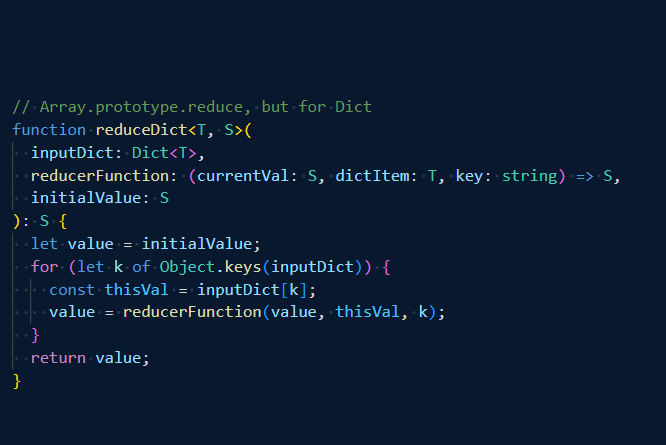 // Array.prototype.reduce, but for Dict
function reduceDict<T, S>(
  inputDict: Dict<T>,
  reducerFunction: (currentVal: S, dictItem: T, key: string) => S,
  initialValue: S
): S {
  let value = initialValue;
  for (let k of Object.keys(inputDict)) {
    const thisVal = inputDict[k];
    value = reducerFunction(value, thisVal, k);
  }
  return value;
}